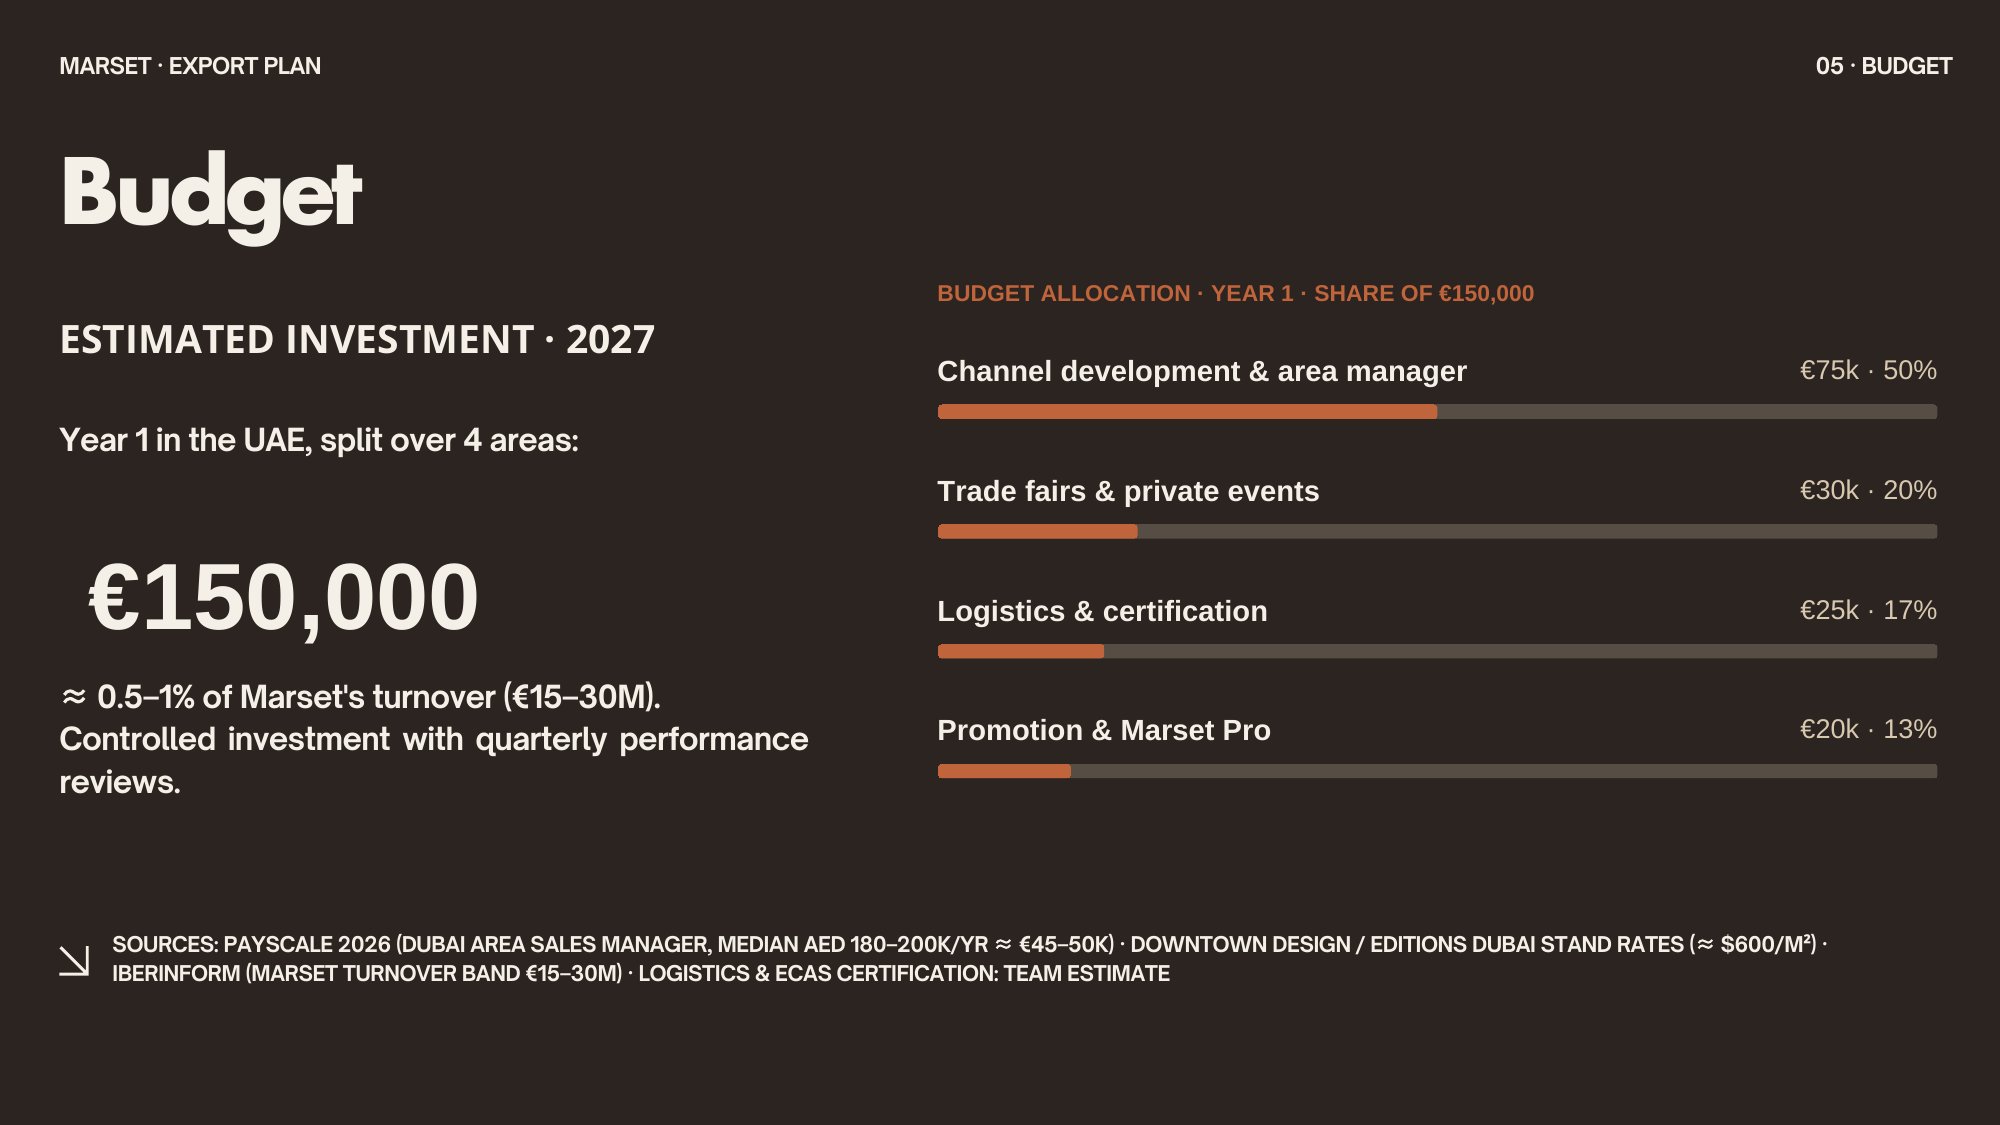 MARSET · EXPORT PLAN
05 · BUDGET
Budget
ESTIMATED INVESTMENT · 2027
Year 1 in the UAE, split over 4 areas:
€150,000
≈ 0.5–1% of Marset's turnover (€15–30M).
Controlled investment with quarterly performance
reviews.
BUDGET ALLOCATION · YEAR 1 · SHARE OF €150,000
Channel development & area manager
€75k · 50%
Trade fairs & private events
€30k · 20%
Logistics & certification
€25k · 17%
Promotion & Marset Pro
€20k · 13%
SOURCES: PAYSCALE 2026 (DUBAI AREA SALES MANAGER, MEDIAN AED 180–200K/YR ≈ €45–50K) · DOWNTOWN DESIGN / EDITIONS DUBAI STAND RATES (≈ $600/M²) ·
IBERINFORM (MARSET TURNOVER BAND €15–30M) · LOGISTICS & ECAS CERTIFICATION: TEAM ESTIMATE